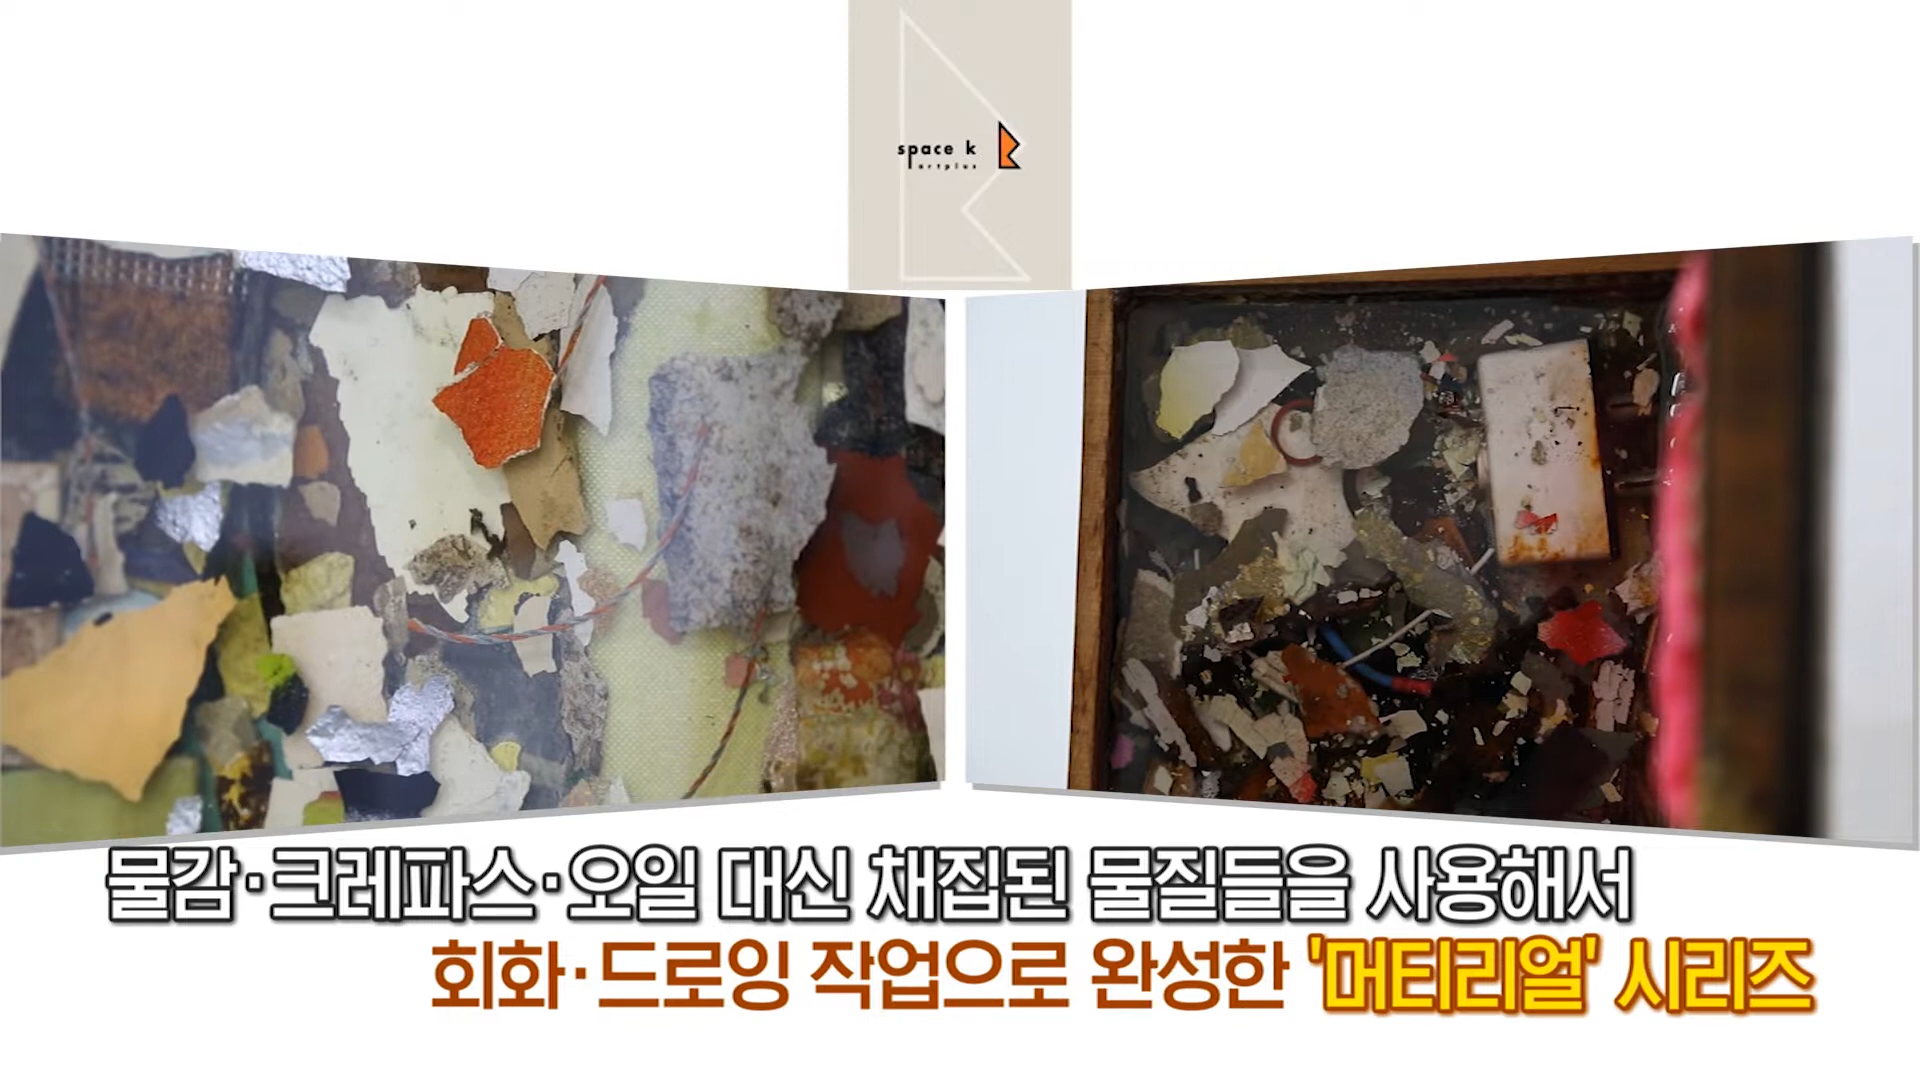 space k
artplus
물감·크레파스·오일 대신 채집된 물질들을 사용해서
회화·드로잉 작업으로 완성한 '머티리얼' 시리즈